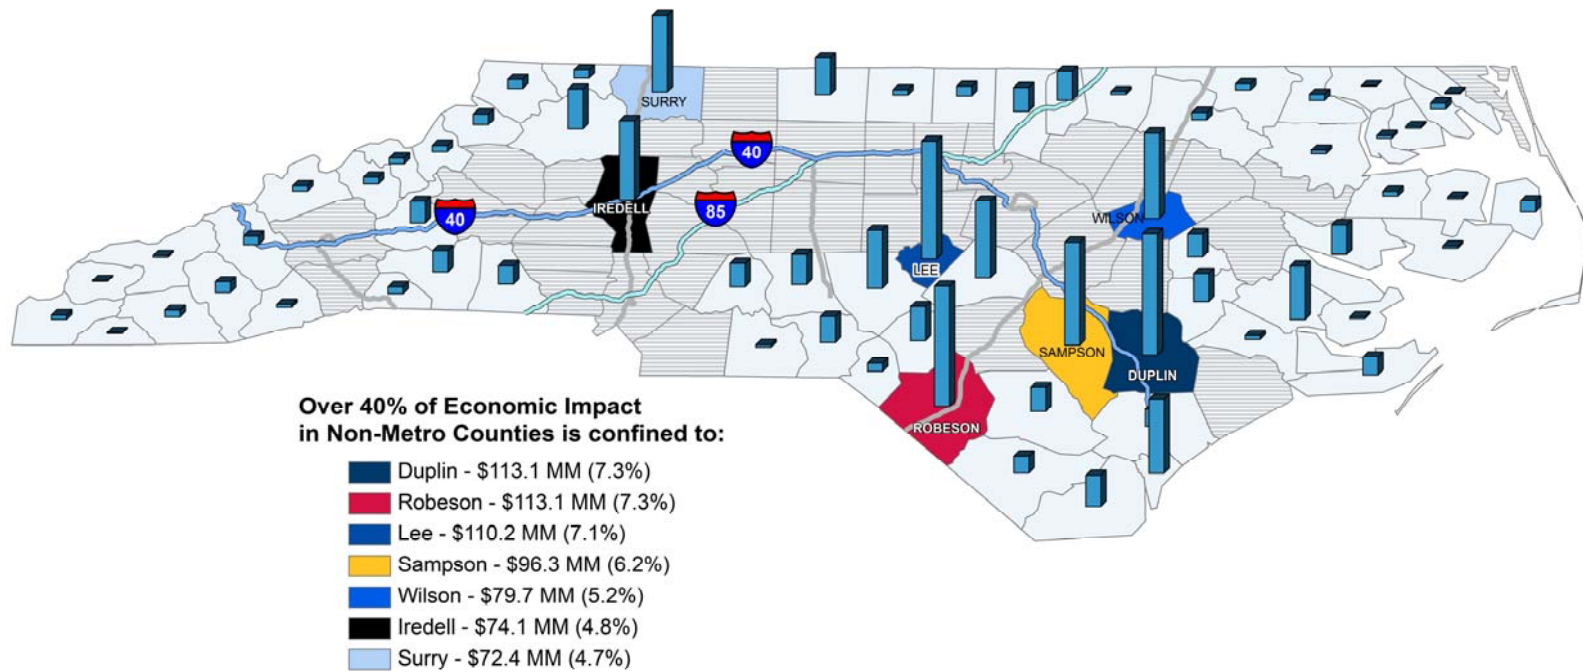 SURRY
40
IREDELL
40
85
WILSON
LEE
SAMPSON
DUPLIN
ROBESON
Over 40% of Economic Impact
in Non-Metro Counties is confined to:
Duplin - $113.1 MM (7.3%)
Robeson - $113.1 MM (7.3%)
Lee - $110.2 MM (7.1%)
Sampson - $96.3 MM (6.2%)
Wilson - $79.7 MM (5.2%)
Iredell - $74.1 MM (4.8%)
Surry - $72.4 MM (4.7%)